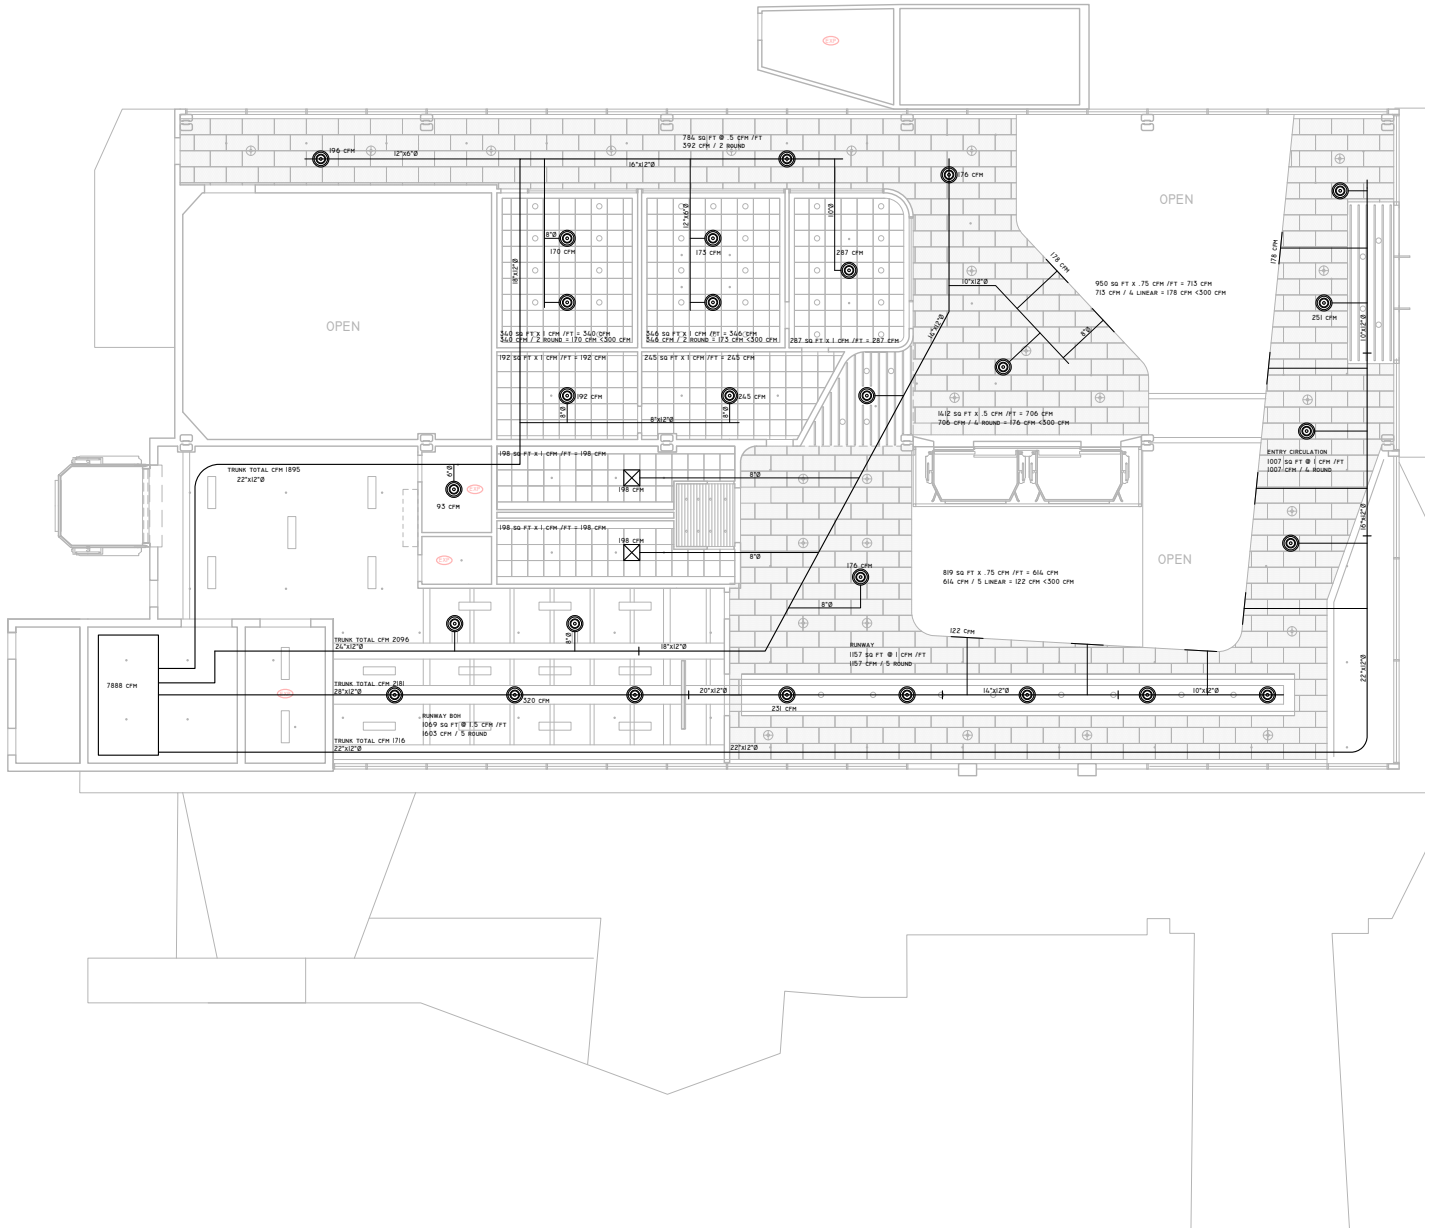 EXP
784 SQ FT @ .5 CFM /FT
392 CFM / 2 ROUND
196 CFM
12"x6"Ø
16"x12"Ø
176 CFM
OPEN
12"x6"Ø
10"Ø
8"Ø
170 CFM
173 CFM
287 CFM
18"x12"Ø
178 CFM
178 CFM
10"x12"Ø
950 SQ FT X .75 CFM /FT = 713 CFM
713 CFM / 4 LINEAR = 178 CFM <300 CFM
251 CFM
OPEN
14"x12"Ø
8"Ø
10"x12"Ø
340 SQ FT X 1 CFM /FT = 340 CFM
340 CFM / 2 ROUND = 170 CFM <300 CFM
346 SQ FT X 1 CFM /FT = 346 CFM
346 CFM / 2 ROUND = 173 CFM <300 CFM
287 SQ FT X 1 CFM /FT = 287 CFM
192 SQ FT X 1 CFM /FT = 192 CFM
245 SQ FT X 1 CFM /FT = 245 CFM
192 CFM
245 CFM
8"Ø
8"Ø
8"x12"Ø
1412 SQ FT X .5 CFM /FT = 706 CFM
706 CFM / 4 ROUND = 176 CFM <300 CFM
198 SQ FT X 1 CFM /FT = 198 CFM
ENTRY CIRCULATION
1007 SQ FT @ 1 CFM /FT
1007 CFM / 4 ROUND
TRUNK TOTAL CFM 1895
22"x12"Ø
6"Ø
8"Ø
EXP
198 CFM
93 CFM
16"x12"Ø
198 SQ FT X 1 CFM /FT = 198 CFM
198 CFM
8"Ø
EXP
OPEN
176 CFM
819 SQ FT X .75 CFM /FT = 614 CFM
614 CFM / 5 LINEAR = 122 CFM <300 CFM
8"Ø
122 CFM
TRUNK TOTAL CFM 2096
24"x12"Ø
8"Ø
18"x12"Ø
RUNWAY
1157 SQ FT @ 1 CFM /FT
1157 CFM / 5 ROUND
22"x12"Ø
7888 CFM
TRUNK TOTAL CFM 2181
28"x12"Ø
320 CFM
20"x12"Ø
231 CFM
14"x12"Ø
10"x12"Ø
RUNWAY BOH
1069 SQ FT @ 1.5 CFM /FT
1603 CFM / 5 ROUND
TRUNK TOTAL CFM 1716
22"x12"Ø
22"x12"Ø